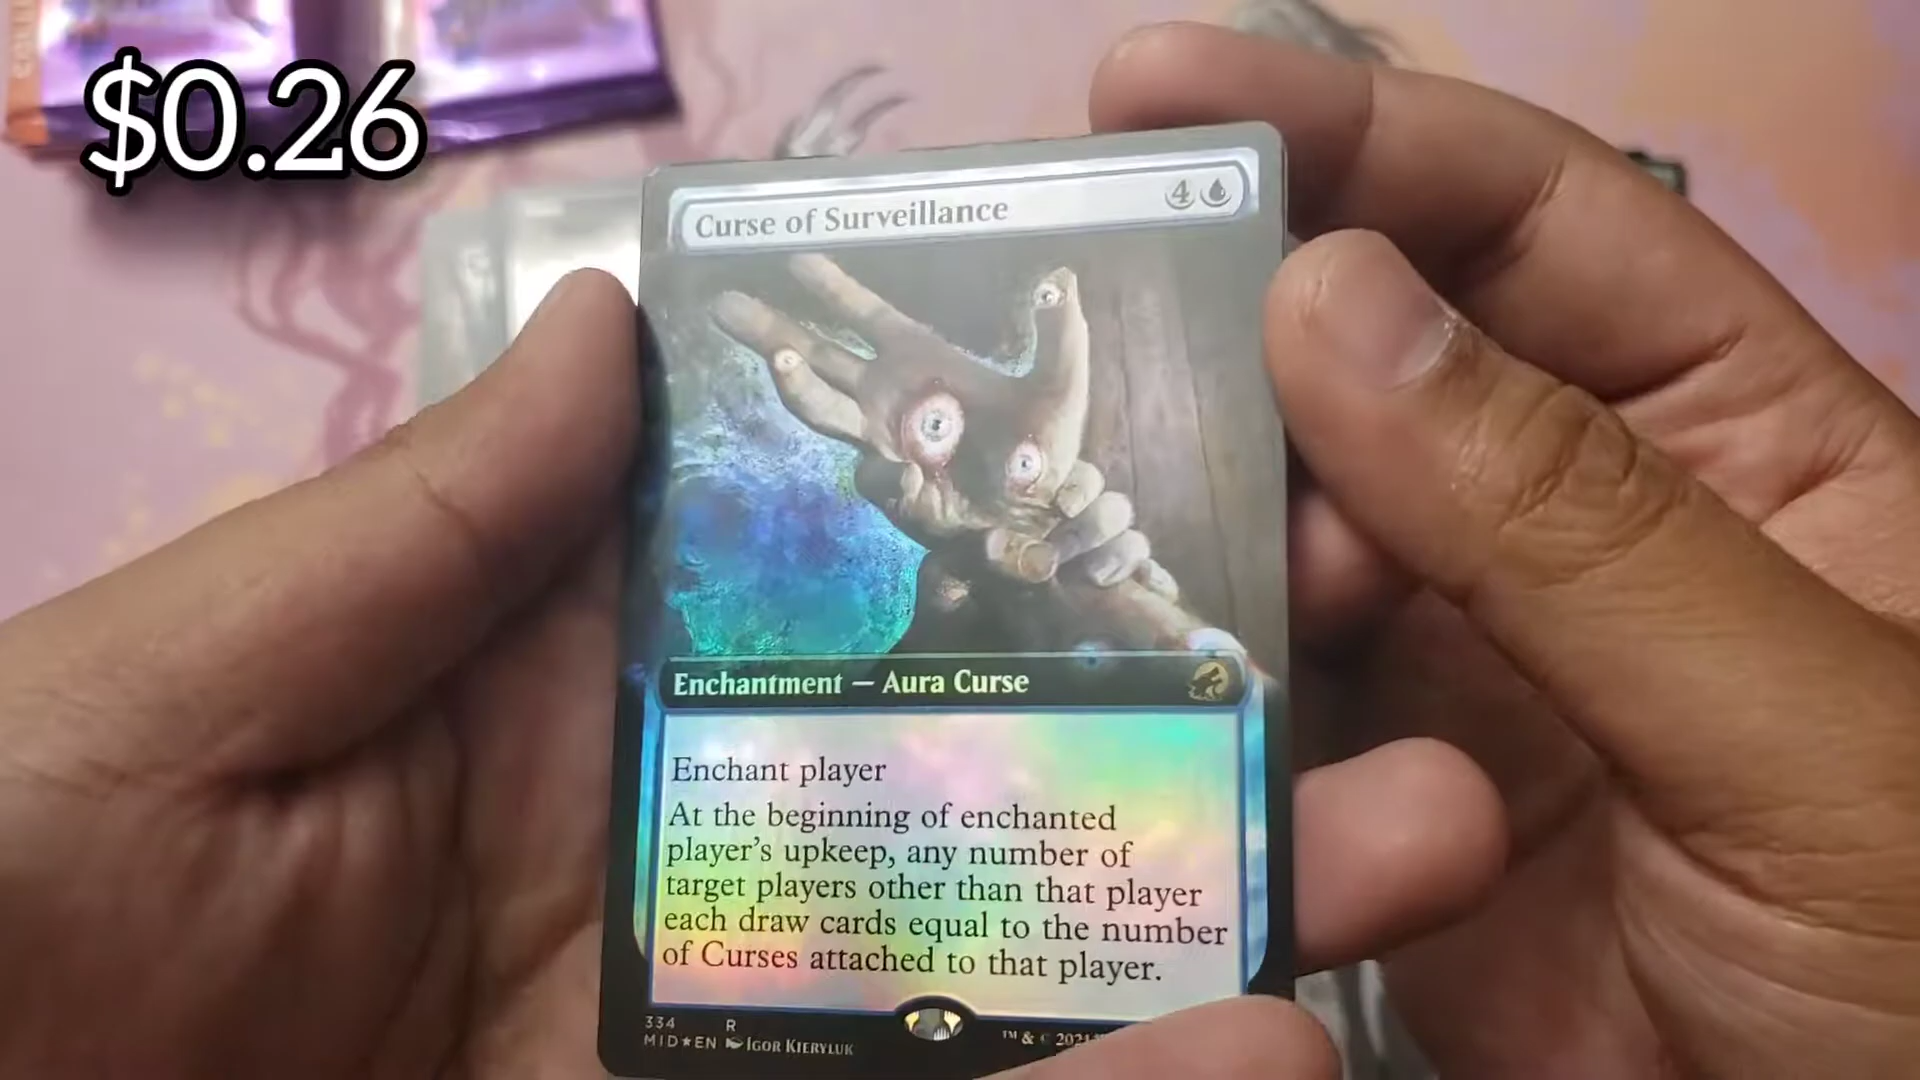 $0.26
Curse of Surveillance 4
Enchantment — Aura Curse
Enchant player
At the beginning of enchanted
player's upkeep, any number of
target players other than that player
each draw cards equal to the number
of Curses attached to that player.
334 R
MID★EN IGOR KIERYLUK
™ & © 2021